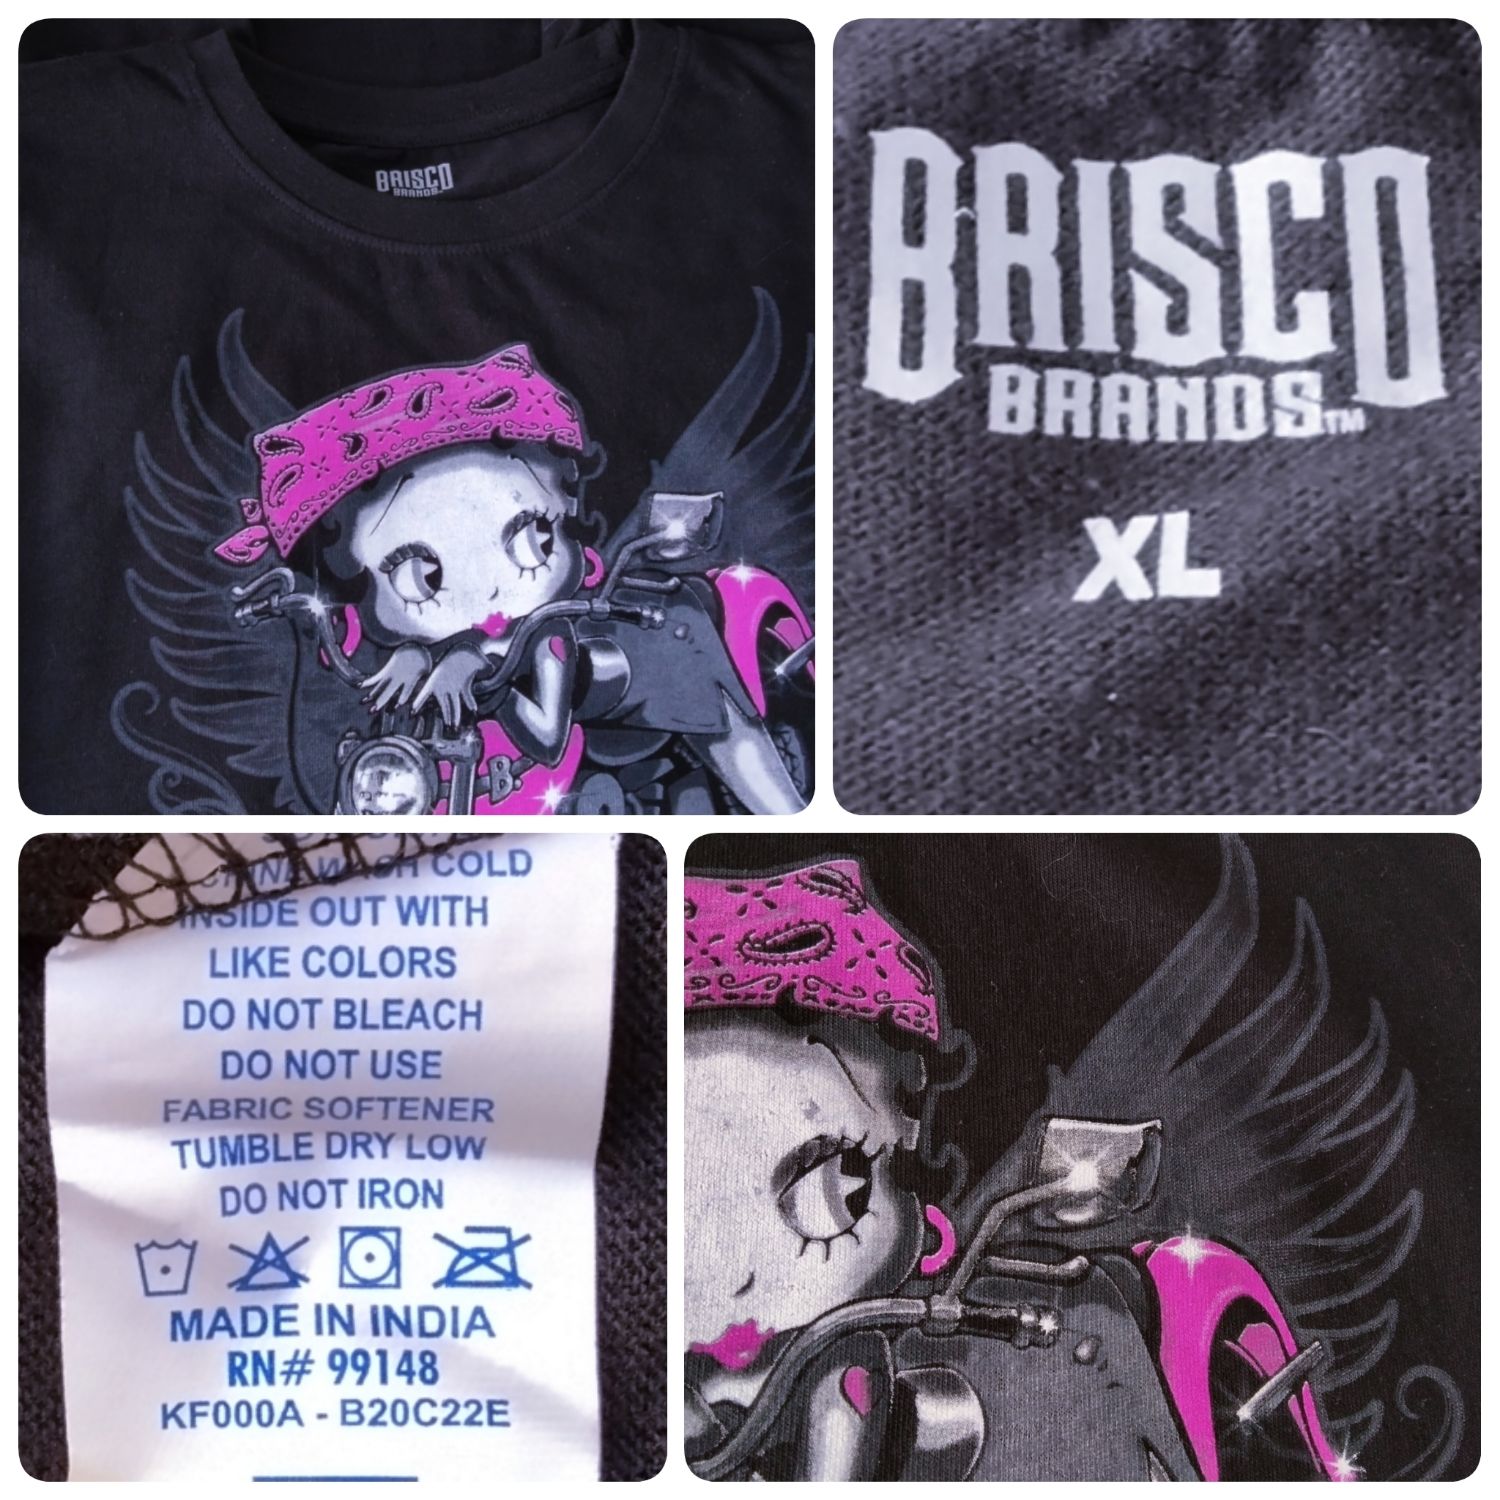 BRISCO
BRANDS
BRISCO
BRANDS™
XL
B.
WASH COLD
INSIDE OUT WITH
LIKE COLORS
DO NOT BLEACH
DO NOT USE
FABRIC SOFTENER
TUMBLE DRY LOW
DO NOT IRON
MADE IN INDIA
RN# 99148
KF000A - B20C22E